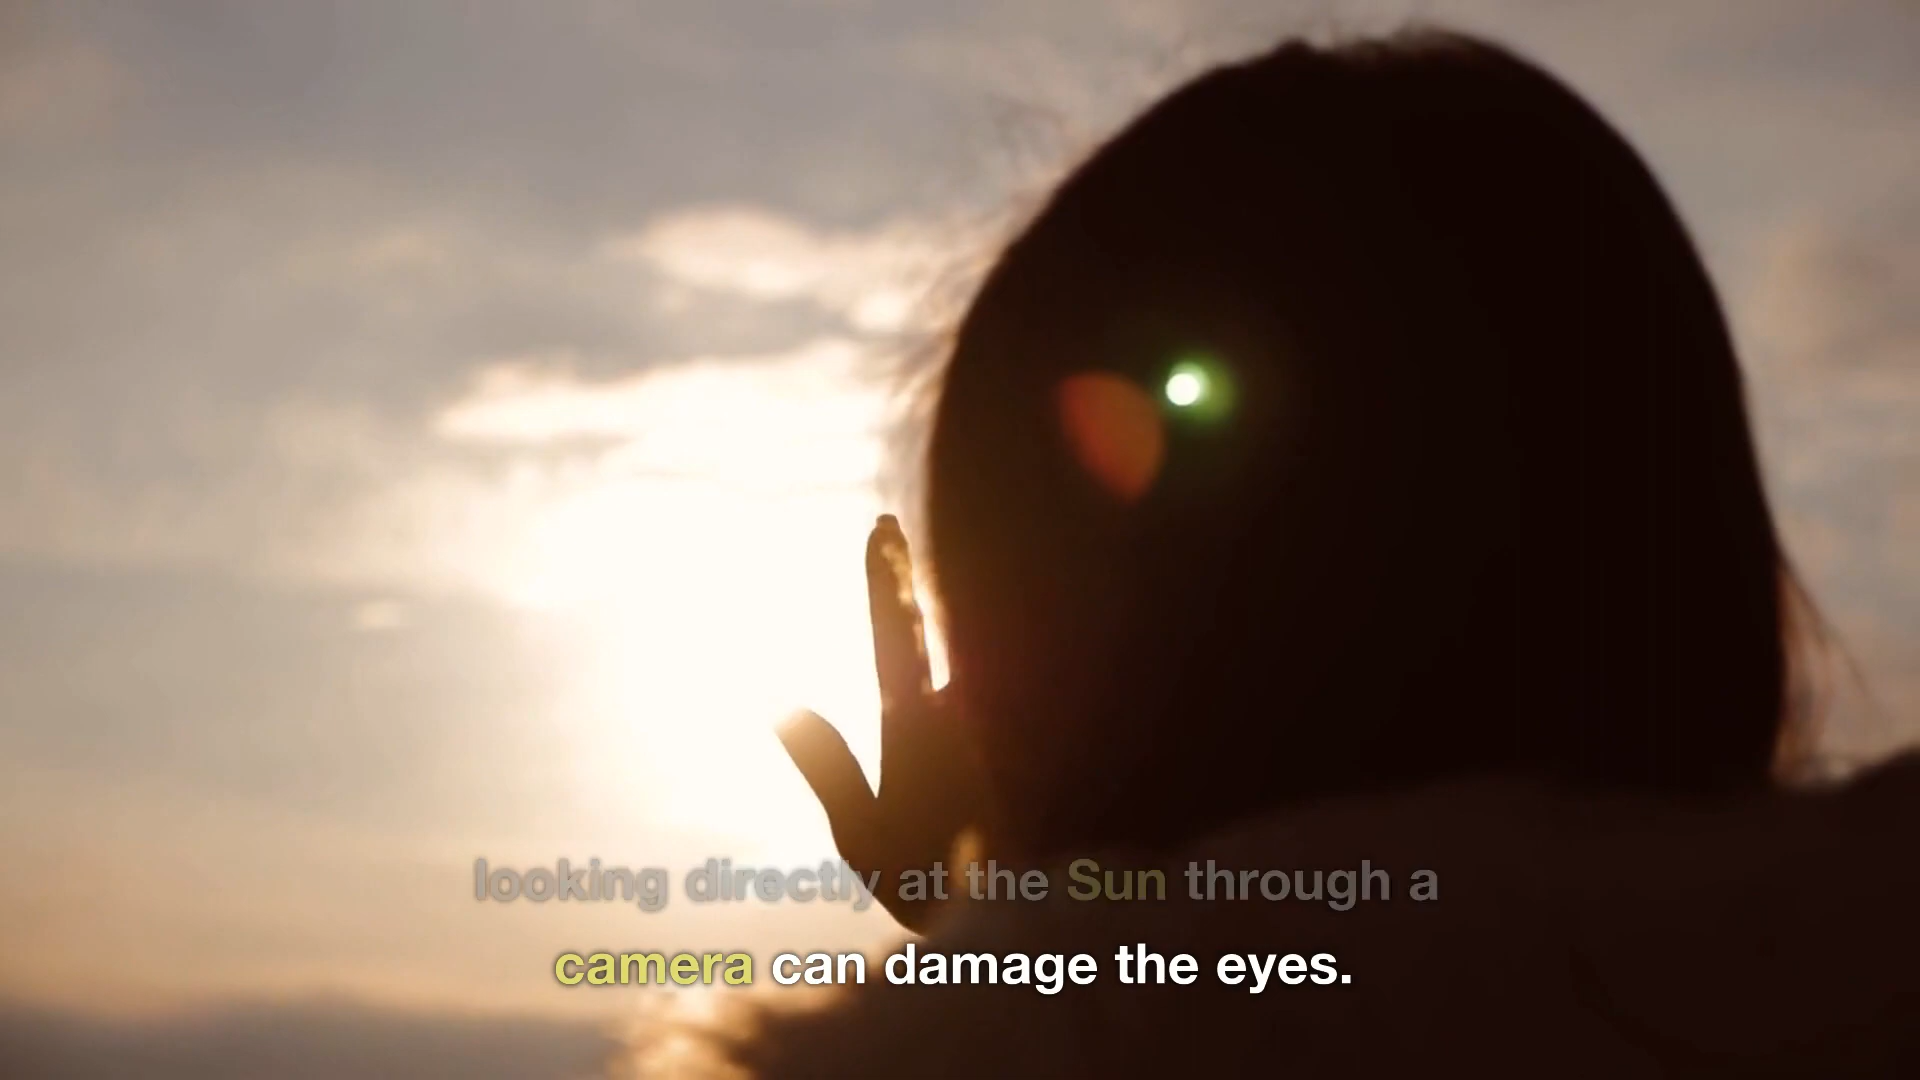 looking directly at the Sun through a
camera can damage the eyes.